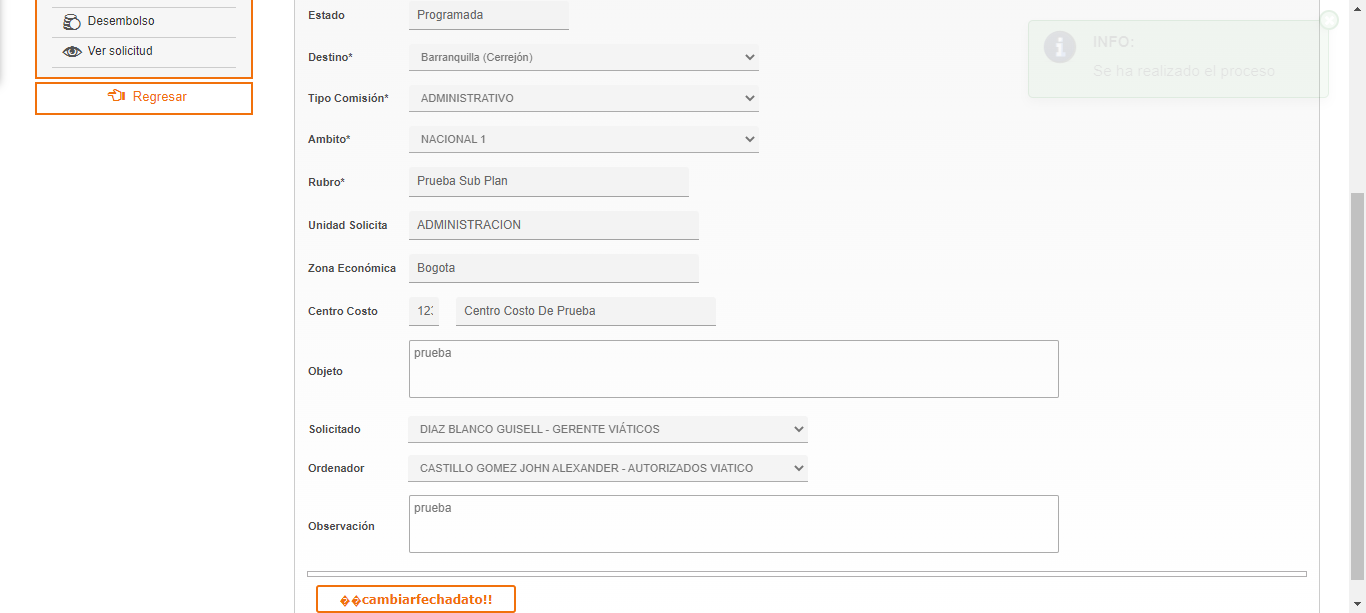 Desembolso
Ver solicitud
Regresar
Estado Programada
Destino* Barranquilla (Cerrejón)
Tipo Comisión* ADMINISTRATIVO
Ambito* NACIONAL 1
Rubro* Prueba Sub Plan
Unidad Solicita ADMINISTRACION
Zona Económica Bogota
Centro Costo 123 Centro Costo De Prueba
Objeto prueba
Solicitado DIAZ BLANCO GUISELL - GERENTE VIÁTICOS
Ordenador CASTILLO GOMEZ JOHN ALEXANDER - AUTORIZADOS VIATICO
Observación prueba
��cambiarfechadato!!
INFO:
Se ha realizado el proceso